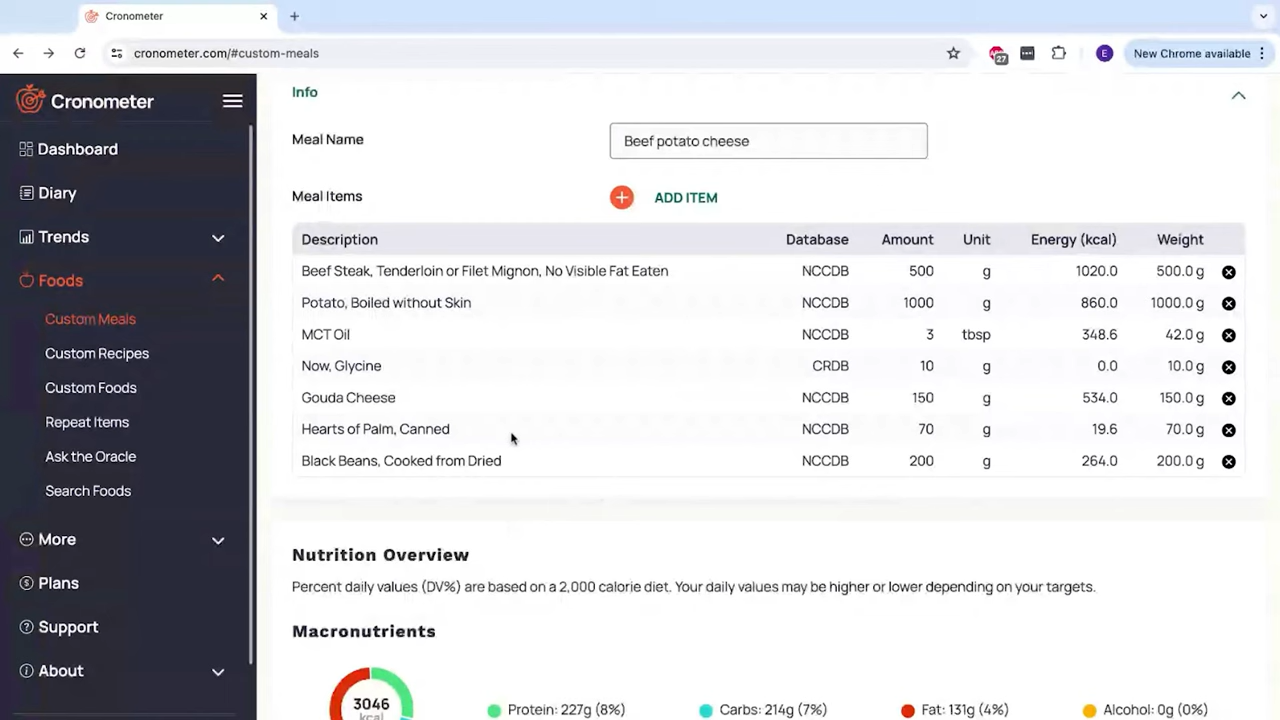 Cronometer
cronometer.com/#custom-meals
27
E
New Chrome available
Cronometer
Dashboard
Diary
Trends
Foods
Custom Meals
Custom Recipes
Custom Foods
Repeat Items
Ask the Oracle
Search Foods
More
Plans
Support
About
Info
Meal Name
Beef potato cheese
Meal Items
ADD ITEM
Description Database Amount Unit Energy (kcal) Weight
Beef Steak, Tenderloin or Filet Mignon, No Visible Fat Eaten NCCDB 500 g 1020.0 500.0 g
Potato, Boiled without Skin NCCDB 1000 g 860.0 1000.0 g
MCT Oil NCCDB 3 tbsp 348.6 42.0 g
Now, Glycine CRDB 10 g 0.0 10.0 g
Gouda Cheese NCCDB 150 g 534.0 150.0 g
Hearts of Palm, Canned NCCDB 70 g 19.6 70.0 g
Black Beans, Cooked from Dried NCCDB 200 g 264.0 200.0 g
Nutrition Overview
Percent daily values (DV%) are based on a 2,000 calorie diet. Your daily values may be higher or lower depending on your targets.
Macronutrients
3046
kcal
Protein: 227g (8%) Carbs: 214g (7%) Fat: 131g (4%) Alcohol: 0g (0%)